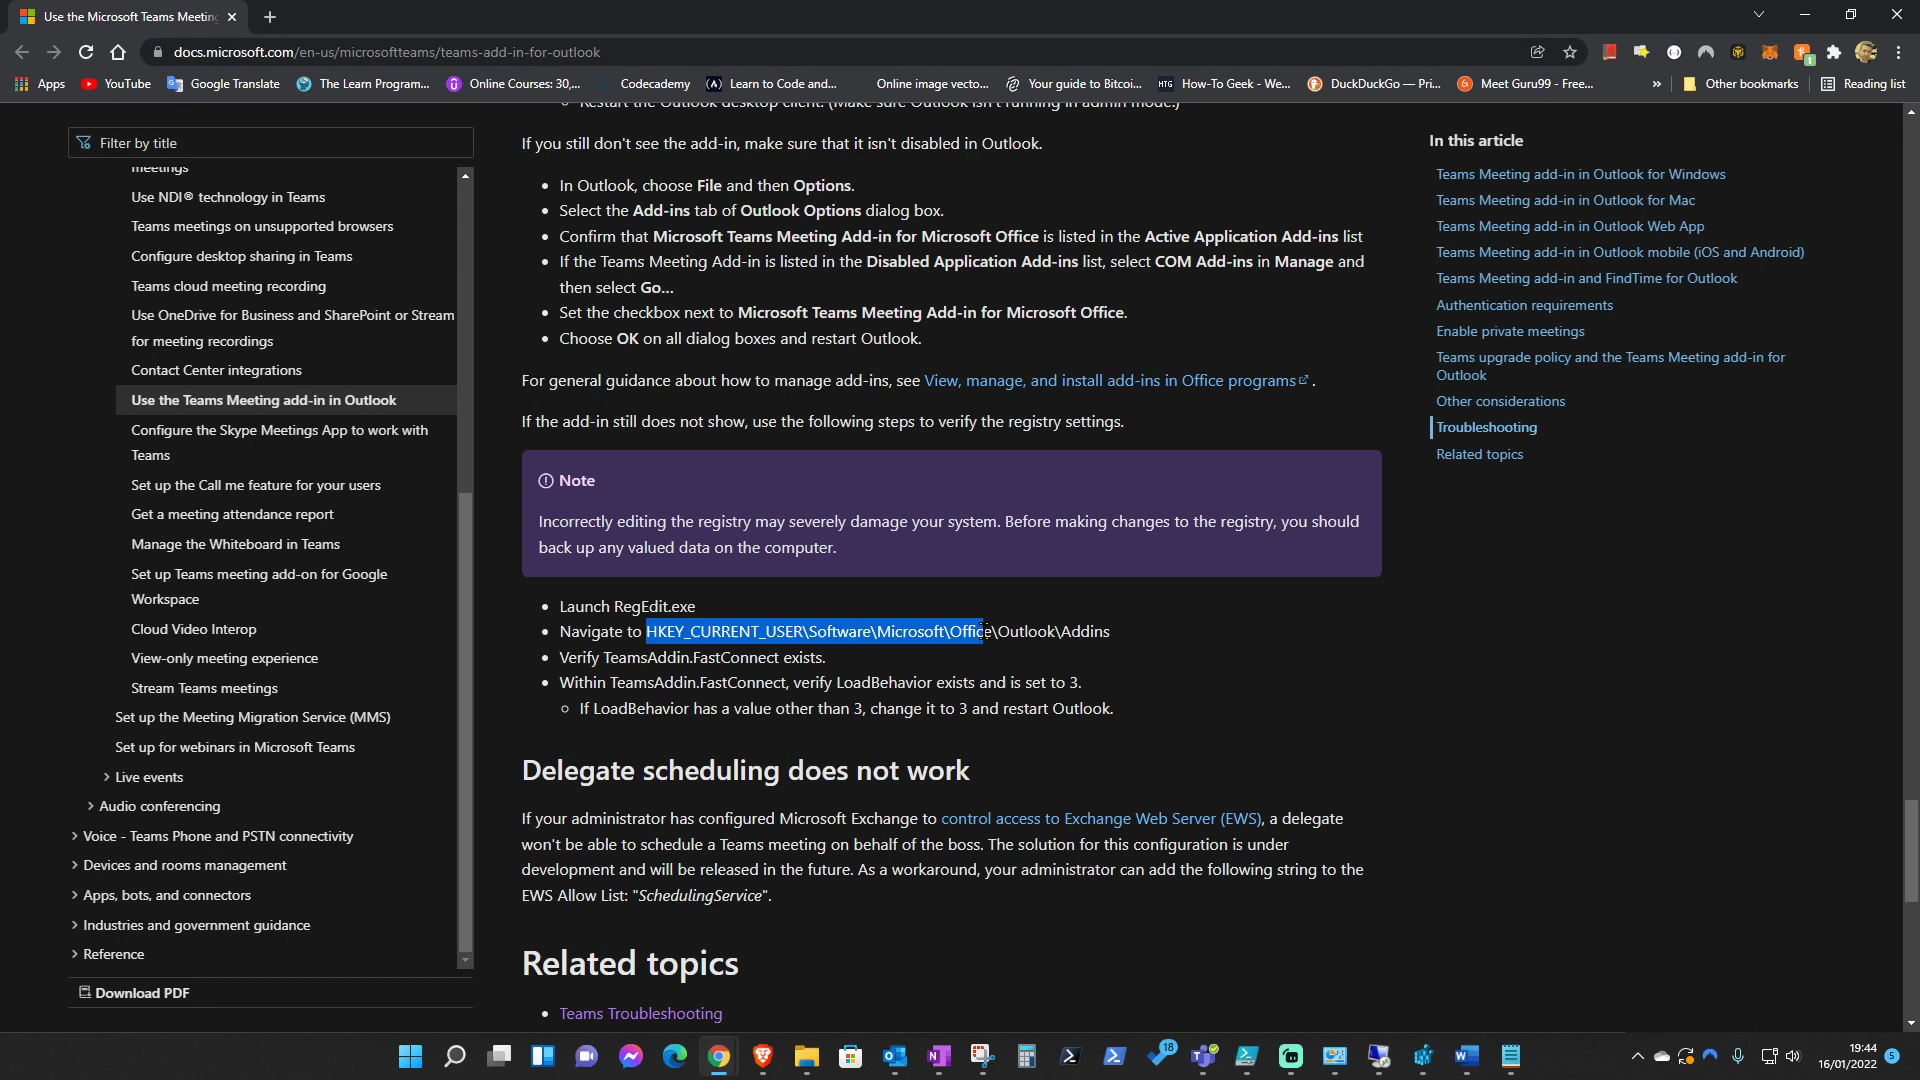 Use the Microsoft Teams Meetin
docs.microsoft.com/en-us/microsoftteams/teams-add-in-for-outlook
1
Apps
YouTube
Google Translate
The Learn Program...
Online Courses: 30,...
Codecademy
(A)
Learn to Code and...
Online image vecto...
Your guide to Bitcoi...
HTG
How-To Geek - We...
DuckDuckGo — Pri...
Meet Guru99 - Free...
»
Other bookmarks
Reading list
Filter by title
meetings
Use NDI® technology in Teams
Teams meetings on unsupported browsers
Configure desktop sharing in Teams
Teams cloud meeting recording
Use OneDrive for Business and SharePoint or Stream
for meeting recordings
Contact Center integrations
Use the Teams Meeting add-in in Outlook
Configure the Skype Meetings App to work with
Teams
Set up the Call me feature for your users
Get a meeting attendance report
Manage the Whiteboard in Teams
Set up Teams meeting add-on for Google
Workspace
Cloud Video Interop
View-only meeting experience
Stream Teams meetings
Set up the Meeting Migration Service (MMS)
Set up for webinars in Microsoft Teams
Live events
Audio conferencing
Voice - Teams Phone and PSTN connectivity
Devices and rooms management
Apps, bots, and connectors
Industries and government guidance
Reference
Download PDF
Restart the Outlook desktop client. (Make sure Outlook isn't running in admin mode.)
If you still don't see the add-in, make sure that it isn't disabled in Outlook.
• In Outlook, choose File and then Options.
• Select the Add-ins tab of Outlook Options dialog box.
• Confirm that Microsoft Teams Meeting Add-in for Microsoft Office is listed in the Active Application Add-ins list
• If the Teams Meeting Add-in is listed in the Disabled Application Add-ins list, select COM Add-ins in Manage and
then select Go...
• Set the checkbox next to Microsoft Teams Meeting Add-in for Microsoft Office.
• Choose OK on all dialog boxes and restart Outlook.
For general guidance about how to manage add-ins, see View, manage, and install add-ins in Office programs .
If the add-in still does not show, use the following steps to verify the registry settings.
Note
Incorrectly editing the registry may severely damage your system. Before making changes to the registry, you should
back up any valued data on the computer.
• Launch RegEdit.exe
• Navigate to HKEY_CURRENT_USER\Software\Microsoft\Office\Outlook\Addins
• Verify TeamsAddin.FastConnect exists.
• Within TeamsAddin.FastConnect, verify LoadBehavior exists and is set to 3.
○ If LoadBehavior has a value other than 3, change it to 3 and restart Outlook.
Delegate scheduling does not work
If your administrator has configured Microsoft Exchange to control access to Exchange Web Server (EWS), a delegate
won't be able to schedule a Teams meeting on behalf of the boss. The solution for this configuration is under
development and will be released in the future. As a workaround, your administrator can add the following string to the
EWS Allow List: "SchedulingService".
Related topics
• Teams Troubleshooting
In this article
Teams Meeting add-in in Outlook for Windows
Teams Meeting add-in in Outlook for Mac
Teams Meeting add-in in Outlook Web App
Teams Meeting add-in in Outlook mobile (iOS and Android)
Teams Meeting add-in and FindTime for Outlook
Authentication requirements
Enable private meetings
Teams upgrade policy and the Teams Meeting add-in for
Outlook
Other considerations
Troubleshooting
Related topics
18
19:44
16/01/2022
5